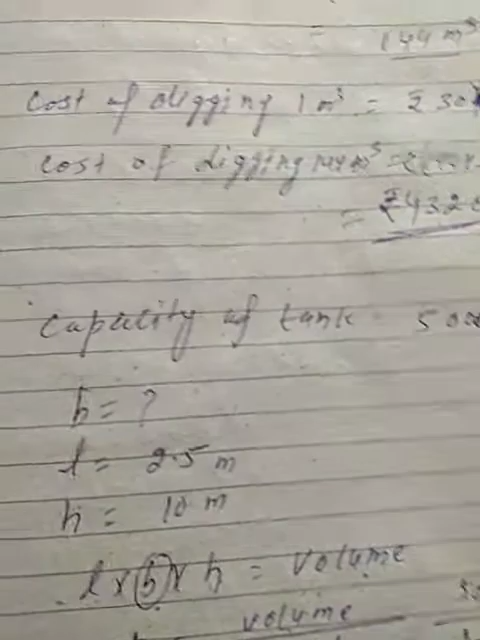 144 m³
Cost of digging 1 m³ = ₹ 30
cost of digging 144 m³ =
= ₹432
Capacity of tank 500
b = ?
l = 2.5 m
h = 10 m
l × b × h = volume
volume